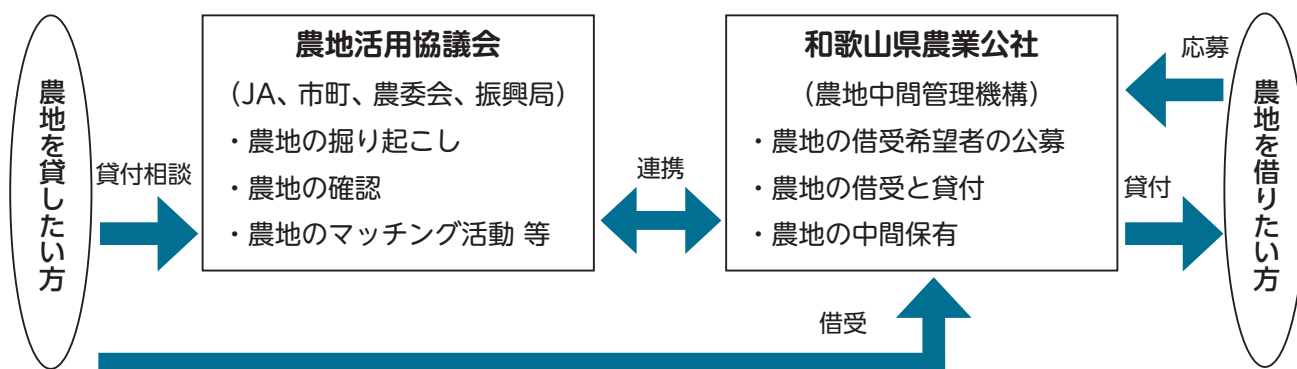 農地を貸したい方
貸付相談
農地活用協議会
（JA、市町、農委会、振興局）
・農地の掘り起こし
・農地の確認
・農地のマッチング活動 等
連携
和歌山県農業公社
（農地中間管理機構）
・農地の借受希望者の公募
・農地の借受と貸付
・農地の中間保有
応募
貸付
農地を借りたい方
借受